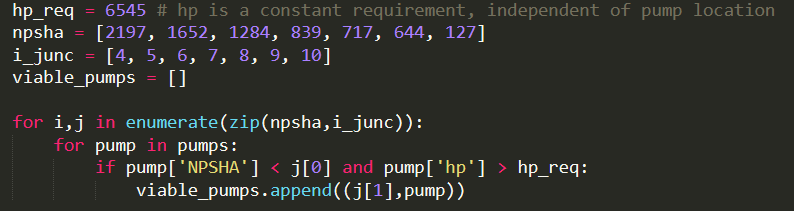 hp_req = 6545 # hp is a constant requirement, independent of pump location
npsha = [2197, 1652, 1284, 839, 717, 644, 127]
i_junc = [4, 5, 6, 7, 8, 9, 10]
viable_pumps = []

for i,j in enumerate(zip(npsha,i_junc)):
    for pump in pumps:
        if pump['NPSHA'] < j[0] and pump['hp'] > hp_req:
            viable_pumps.append((j[1],pump))